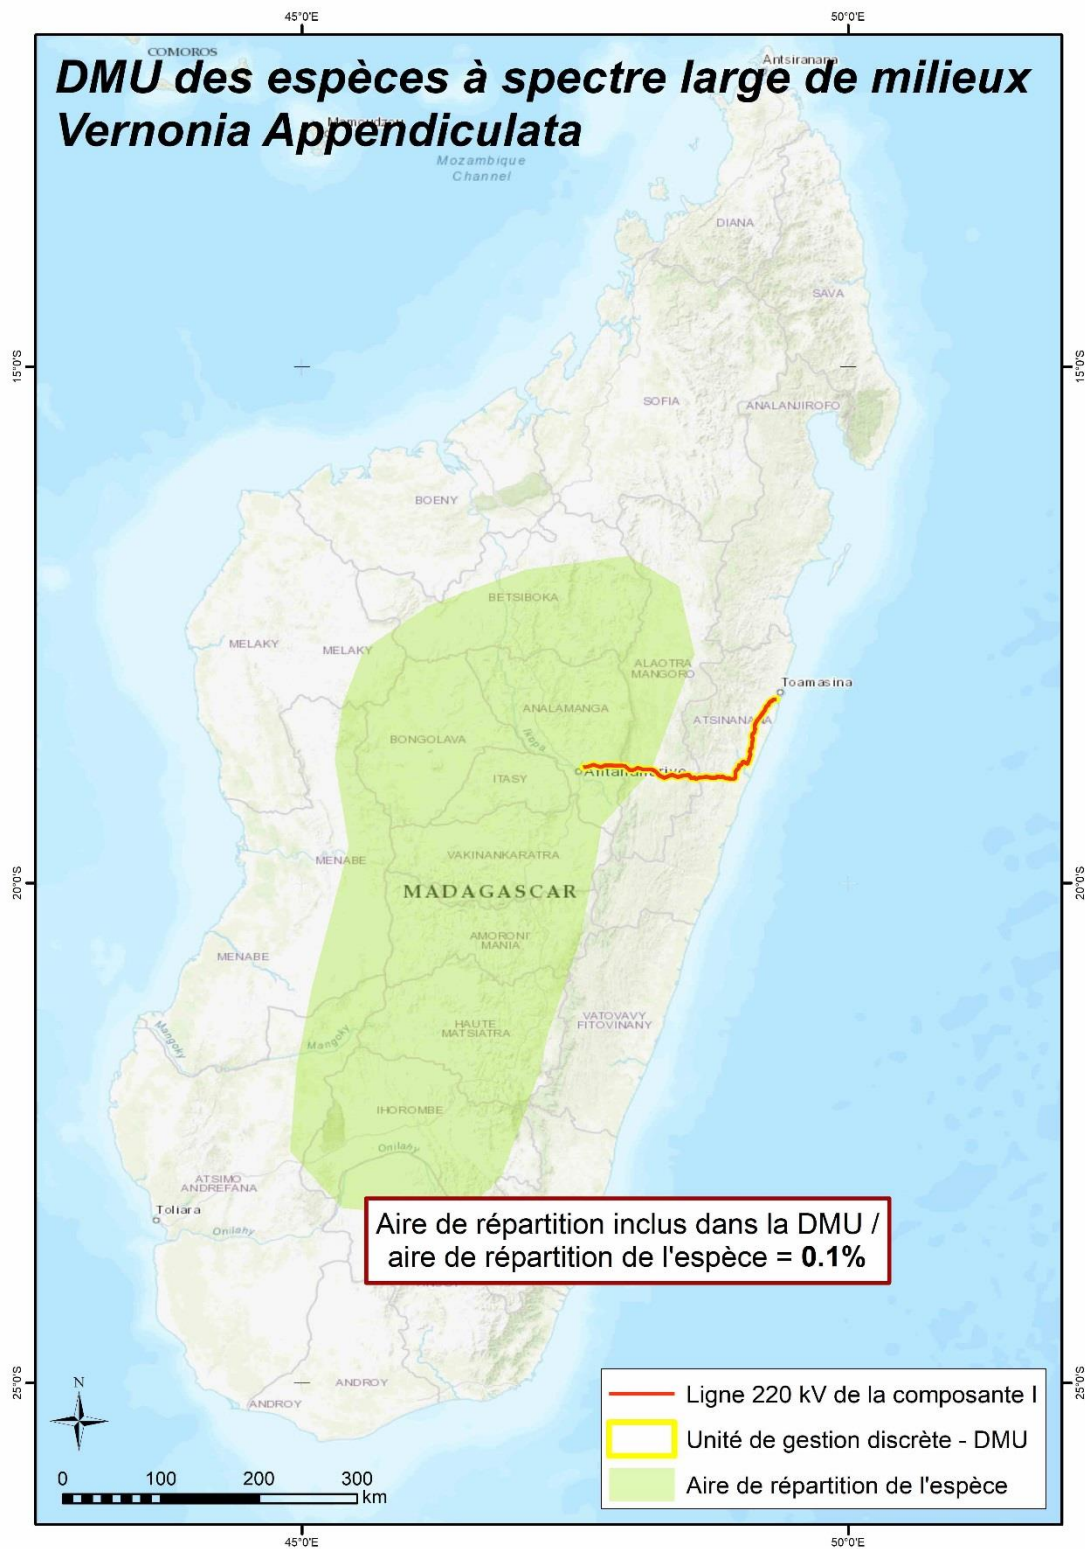 45°0'E
50°0'E
COMOROS
Antsiranana
DMU des espèces à spectre large de milieux
Vernonia Appendiculata
Mamoudzou
Mozambique
Channel
DIANA
SAVA
15°0'S
15°0'S
SOFIA
ANALANJIROFO
BOENY
BETSIBOKA
MELAKY
MELAKY
ALAOTRA
MANGORO
Toamasina
ANALAMANGA
ATSINANANA
BONGOLAVA
Ikopa
ITASY
Antananarivo
VAKINANKARATRA
MENABE
20°0'S
20°0'S
MADAGASCAR
AMORONI
MANIA
MENABE
VATOVAVY
FITOVINANY
HAUTE
MATSIATRA
Mangoky
Mangoky
IHOROMBE
Onilahy
ATSIMO
ANDREFANA
Toliara
Onilahy
Aire de répartition inclus dans la DMU /
aire de répartition de l'espèce = 0.1%
25°0'S
25°0'S
ANDROY
ANDROY
N
0 100 200 300
km
Ligne 220 kV de la composante I
Unité de gestion discrète - DMU
Aire de répartition de l'espèce
45°0'E
50°0'E